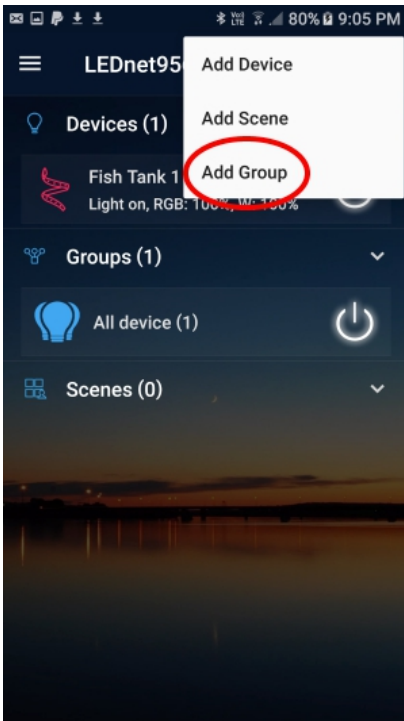 80% 9:05 PM
LEDnet95
Add Device
Add Scene
Add Group
Devices (1)
Fish Tank 1
Light on, RGB: 100%, W: 100%
Groups (1)
All device (1)
Scenes (0)